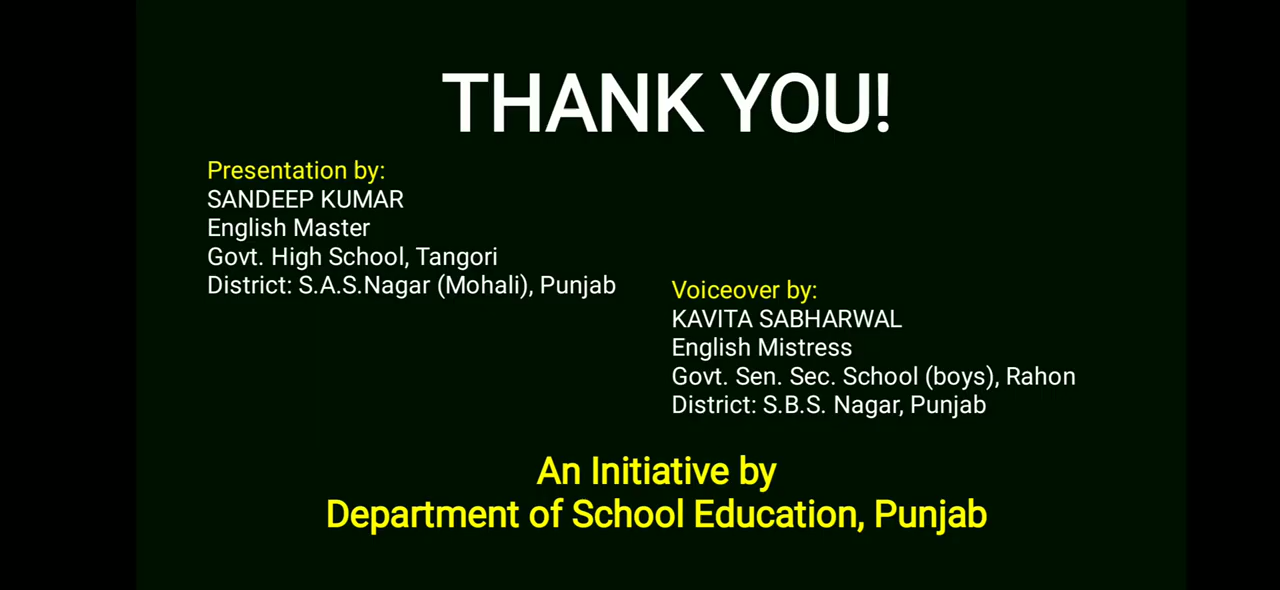 THANK YOU!
Presentation by:
SANDEEP KUMAR
English Master
Govt. High School, Tangori
District: S.A.S.Nagar (Mohali), Punjab
Voiceover by:
KAVITA SABHARWAL
English Mistress
Govt. Sen. Sec. School (boys), Rahon
District: S.B.S. Nagar, Punjab
An Initiative by
Department of School Education, Punjab